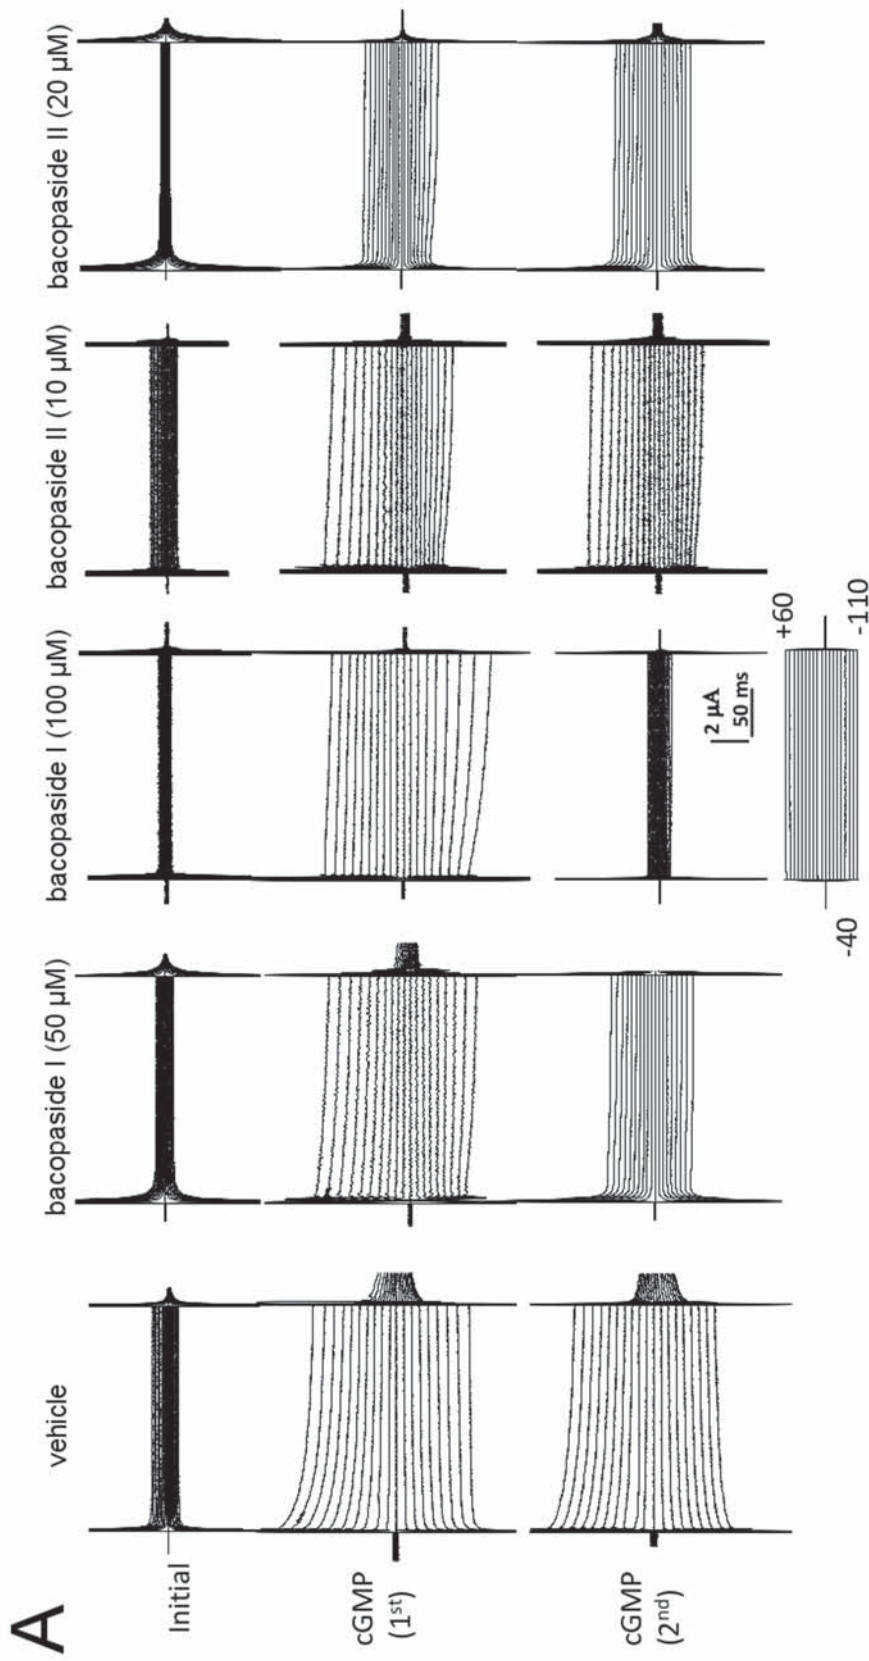 A
vehicle
bacopaside I (50 µM)
bacopaside I (100 µM)
bacopaside II (10 µM)
bacopaside II (20 µM)
Initial
cGMP
(1st)
cGMP
(2nd)
2 µA
50 ms
+60
-40
-110